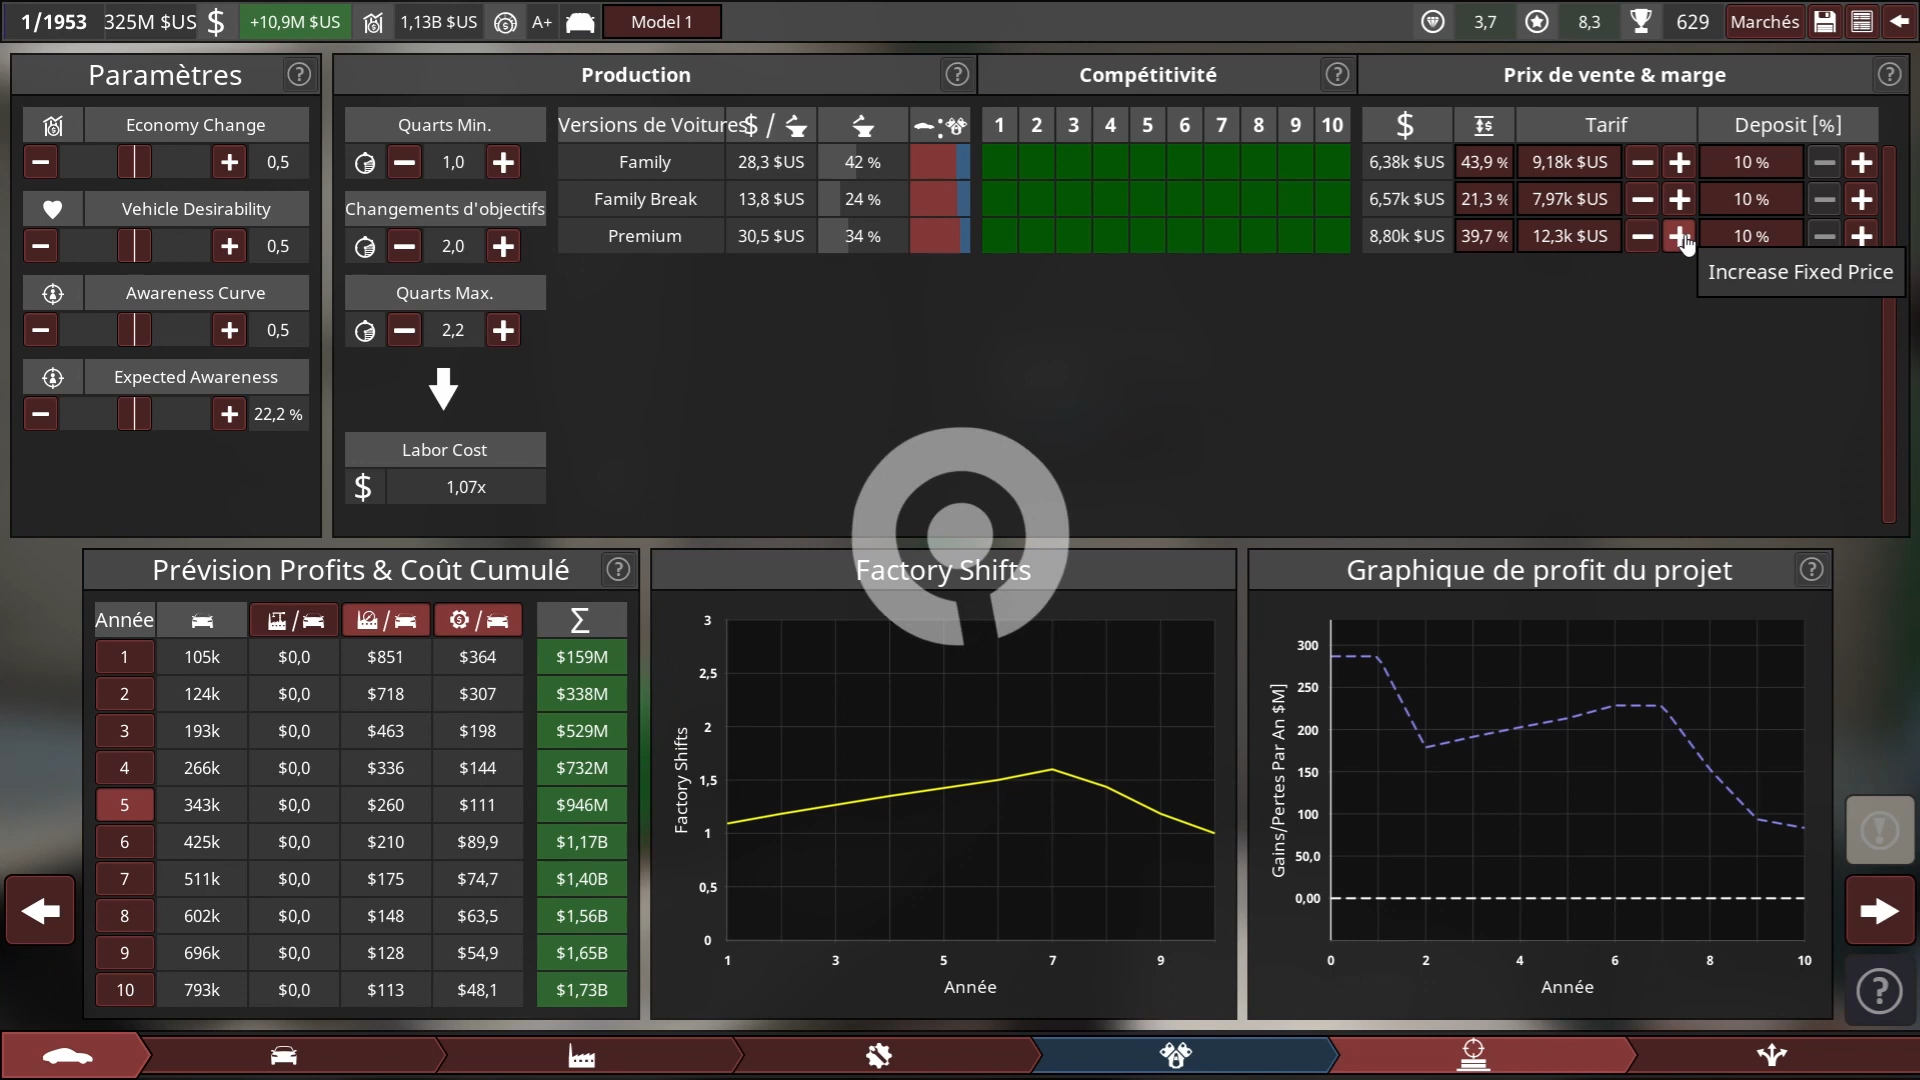 1/1953 325M $US +10,9M $US 1,13B $US A+ Model 1 3,7 8,3 629 Marchés
Paramètres
Economy Change
0,5
Vehicle Desirability
0,5
Awareness Curve
0,5
Expected Awareness
22,2 %
Production Compétitivité Prix de vente & marge
Quarts Min.
1,0
Changements d'objectifs
2,0
Quarts Max.
2,2
Labor Cost
$ 1,07x
Versions de Voitures $ / 1 2 3 4 5 6 7 8 9 10 $ Tarif Deposit [%]
Family 28,3 $US 42 % 6,38k $US 43,9 % 9,18k $US 10 %
Family Break 13,8 $US 24 % 6,57k $US 21,3 % 7,97k $US 10 %
Premium 30,5 $US 34 % 8,80k $US 39,7 % 12,3k $US 10 %
Increase Fixed Price
Prévision Profits & Coût Cumulé
Année / / / Σ
1 105k $0,0 $851 $364 $159M
2 124k $0,0 $718 $307 $338M
3 193k $0,0 $463 $198 $529M
4 266k $0,0 $336 $144 $732M
5 343k $0,0 $260 $111 $946M
6 425k $0,0 $210 $89,9 $1,17B
7 511k $0,0 $175 $74,7 $1,40B
8 602k $0,0 $148 $63,5 $1,56B
9 696k $0,0 $128 $54,9 $1,65B
10 793k $0,0 $113 $48,1 $1,73B
Factory Shifts
3
2,5
2
1,5
1
0,5
0
Factory Shifts
1 3 5 7 9
Année
Graphique de profit du projet
300
250
200
150
100
50,0
0,00
Gains/Pertes Par An $M]
0 2 4 6 8 10
Année